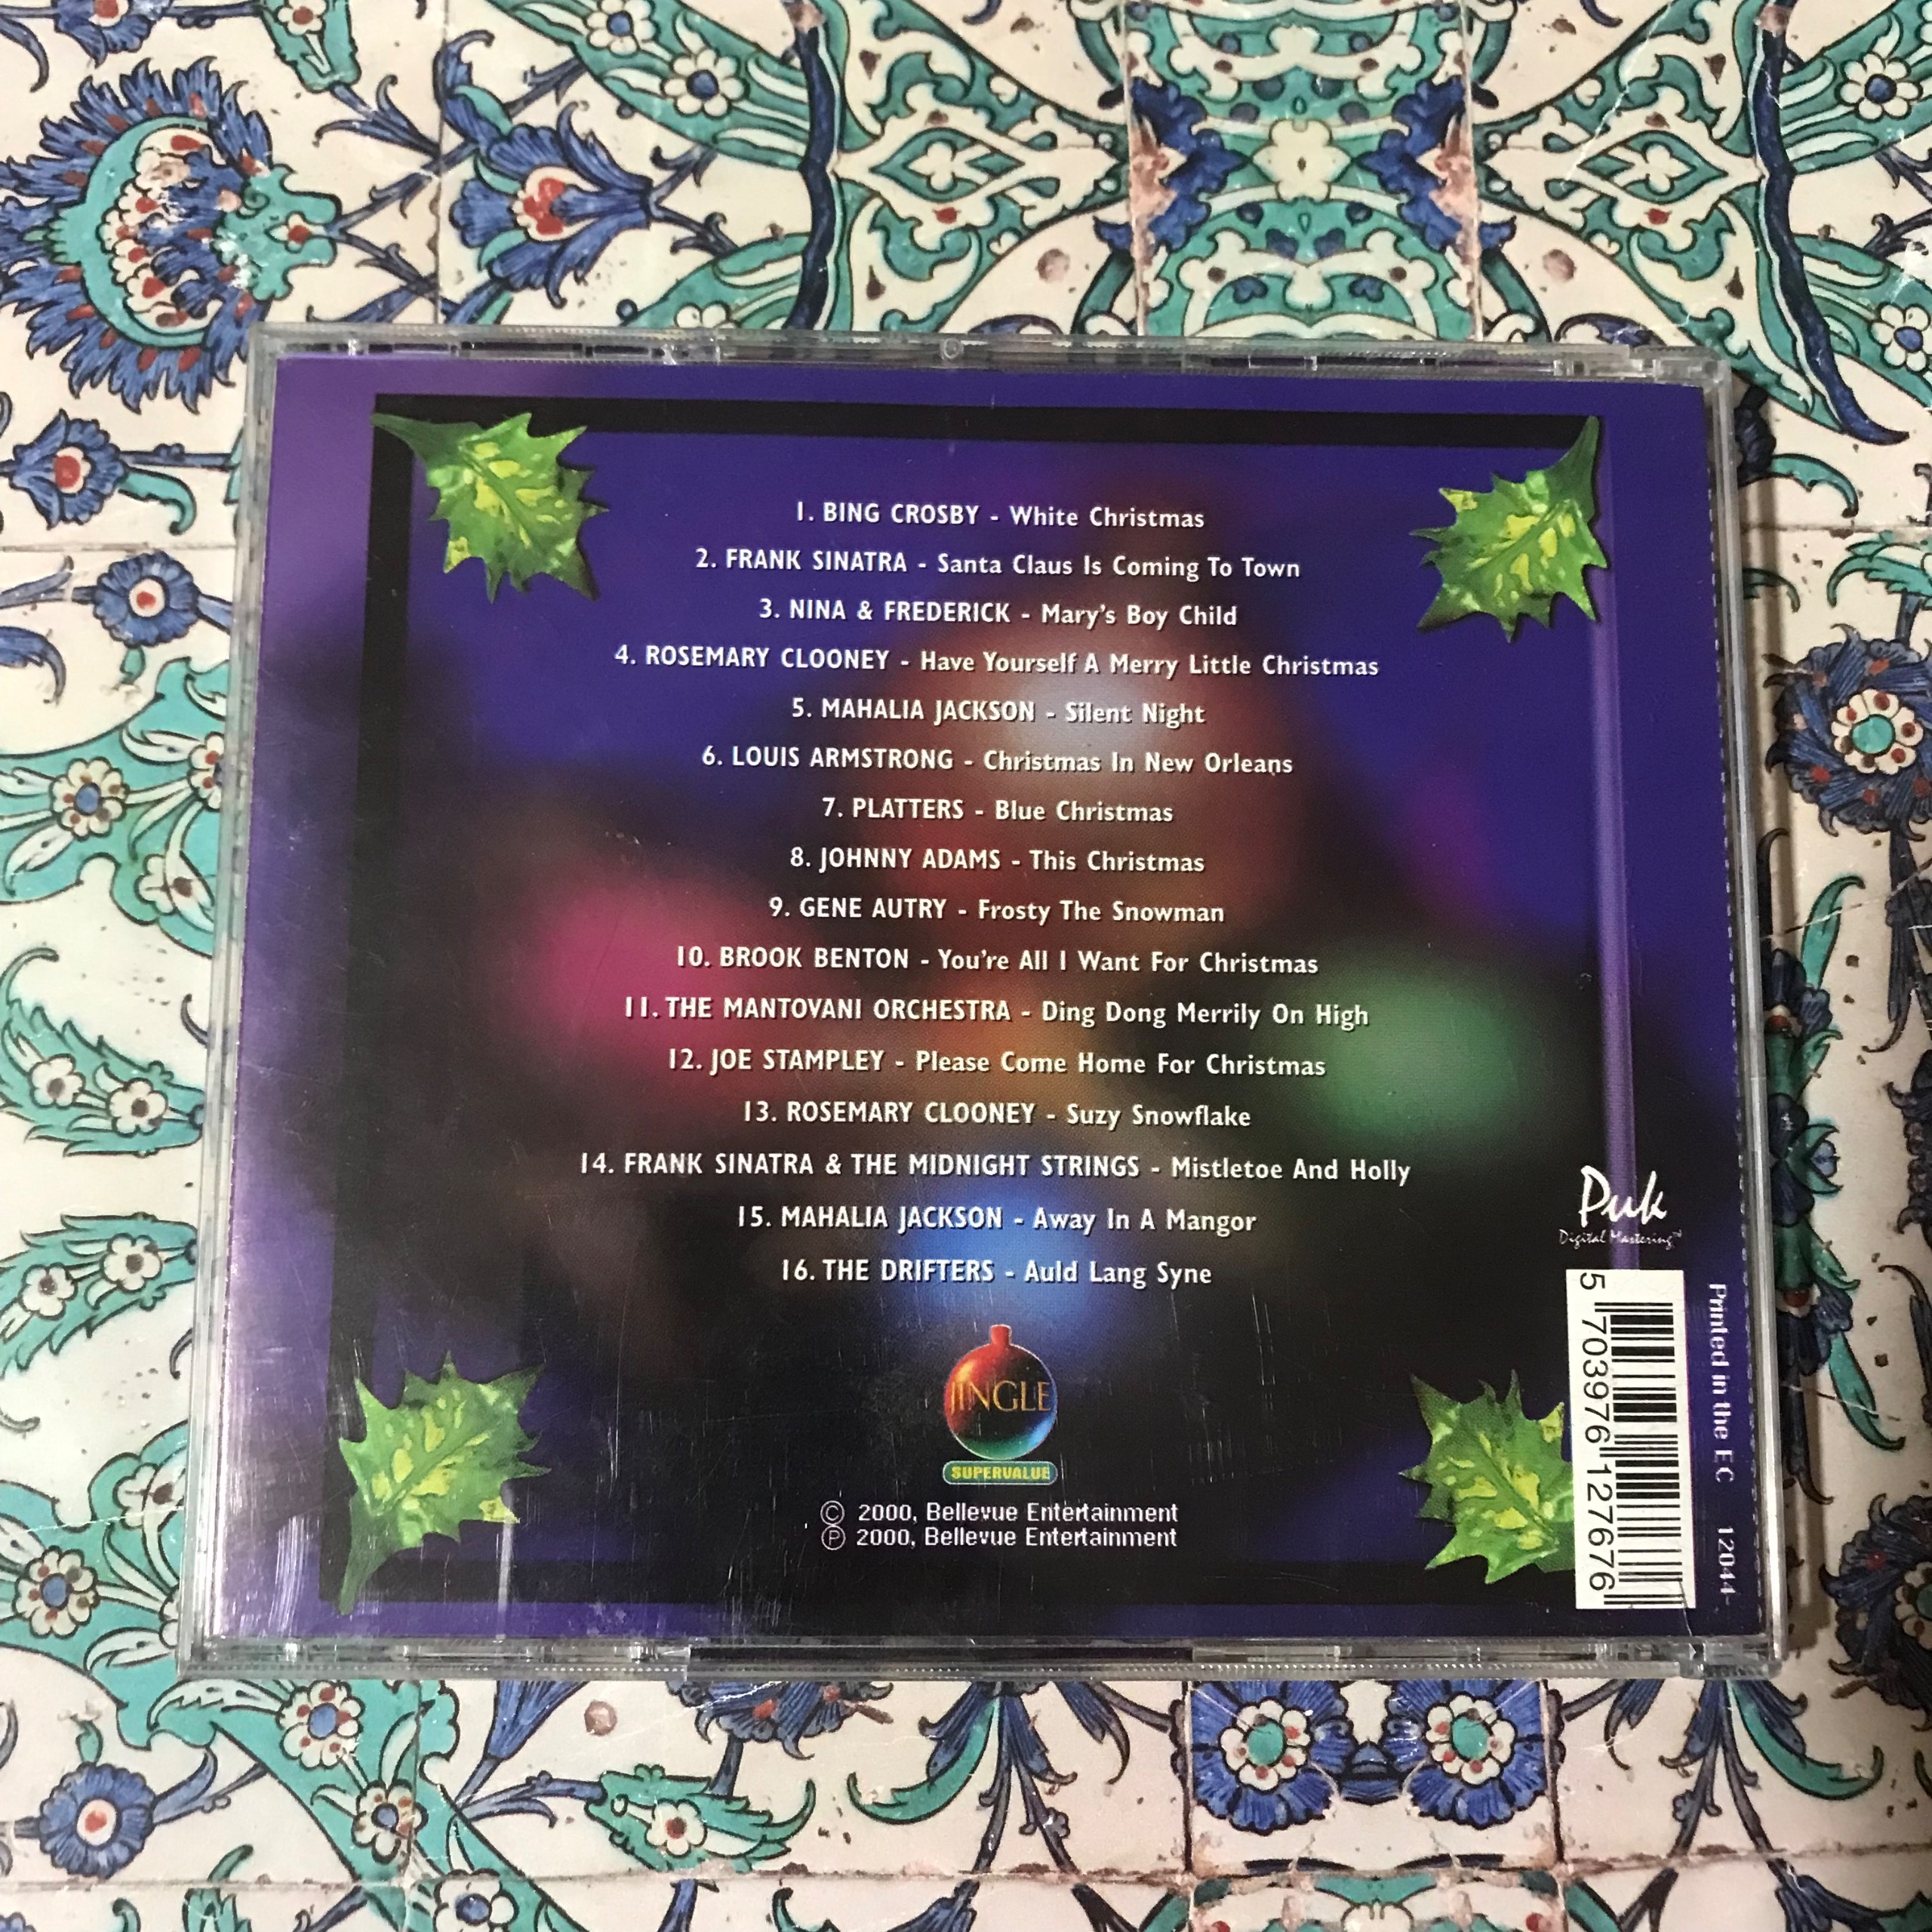 1. BING CROSBY - White Christmas
2. FRANK SINATRA - Santa Claus Is Coming To Town
3. NINA & FREDERICK - Mary's Boy Child
4. ROSEMARY CLOONEY - Have Yourself A Merry Little Christmas
5. MAHALIA JACKSON - Silent Night
6. LOUIS ARMSTRONG - Christmas In New Orleans
7. PLATTERS - Blue Christmas
8. JOHNNY ADAMS - This Christmas
9. GENE AUTRY - Frosty The Snowman
10. BROOK BENTON - You're All I Want For Christmas
11. THE MANTOVANI ORCHESTRA - Ding Dong Merrily On High
12. JOE STAMPLEY - Please Come Home For Christmas
13. ROSEMARY CLOONEY - Suzy Snowflake
14. FRANK SINATRA & THE MIDNIGHT STRINGS - Mistletoe And Holly
15. MAHALIA JACKSON - Away In A Mangor
16. THE DRIFTERS - Auld Lang Syne
JINGLE
SUPERVALUE
© 2000, Bellevue Entertainment
℗ 2000, Bellevue Entertainment
Puk
Digital Mastering™
5 703976 127676
Printed in the EC 12044-